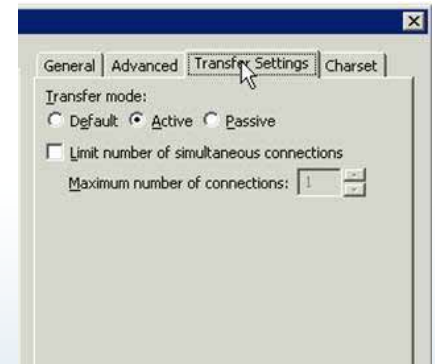 General Advanced Transfer Settings Charset
Transfer mode:
Default Active Passive
Limit number of simultaneous connections
Maximum number of connections: 1